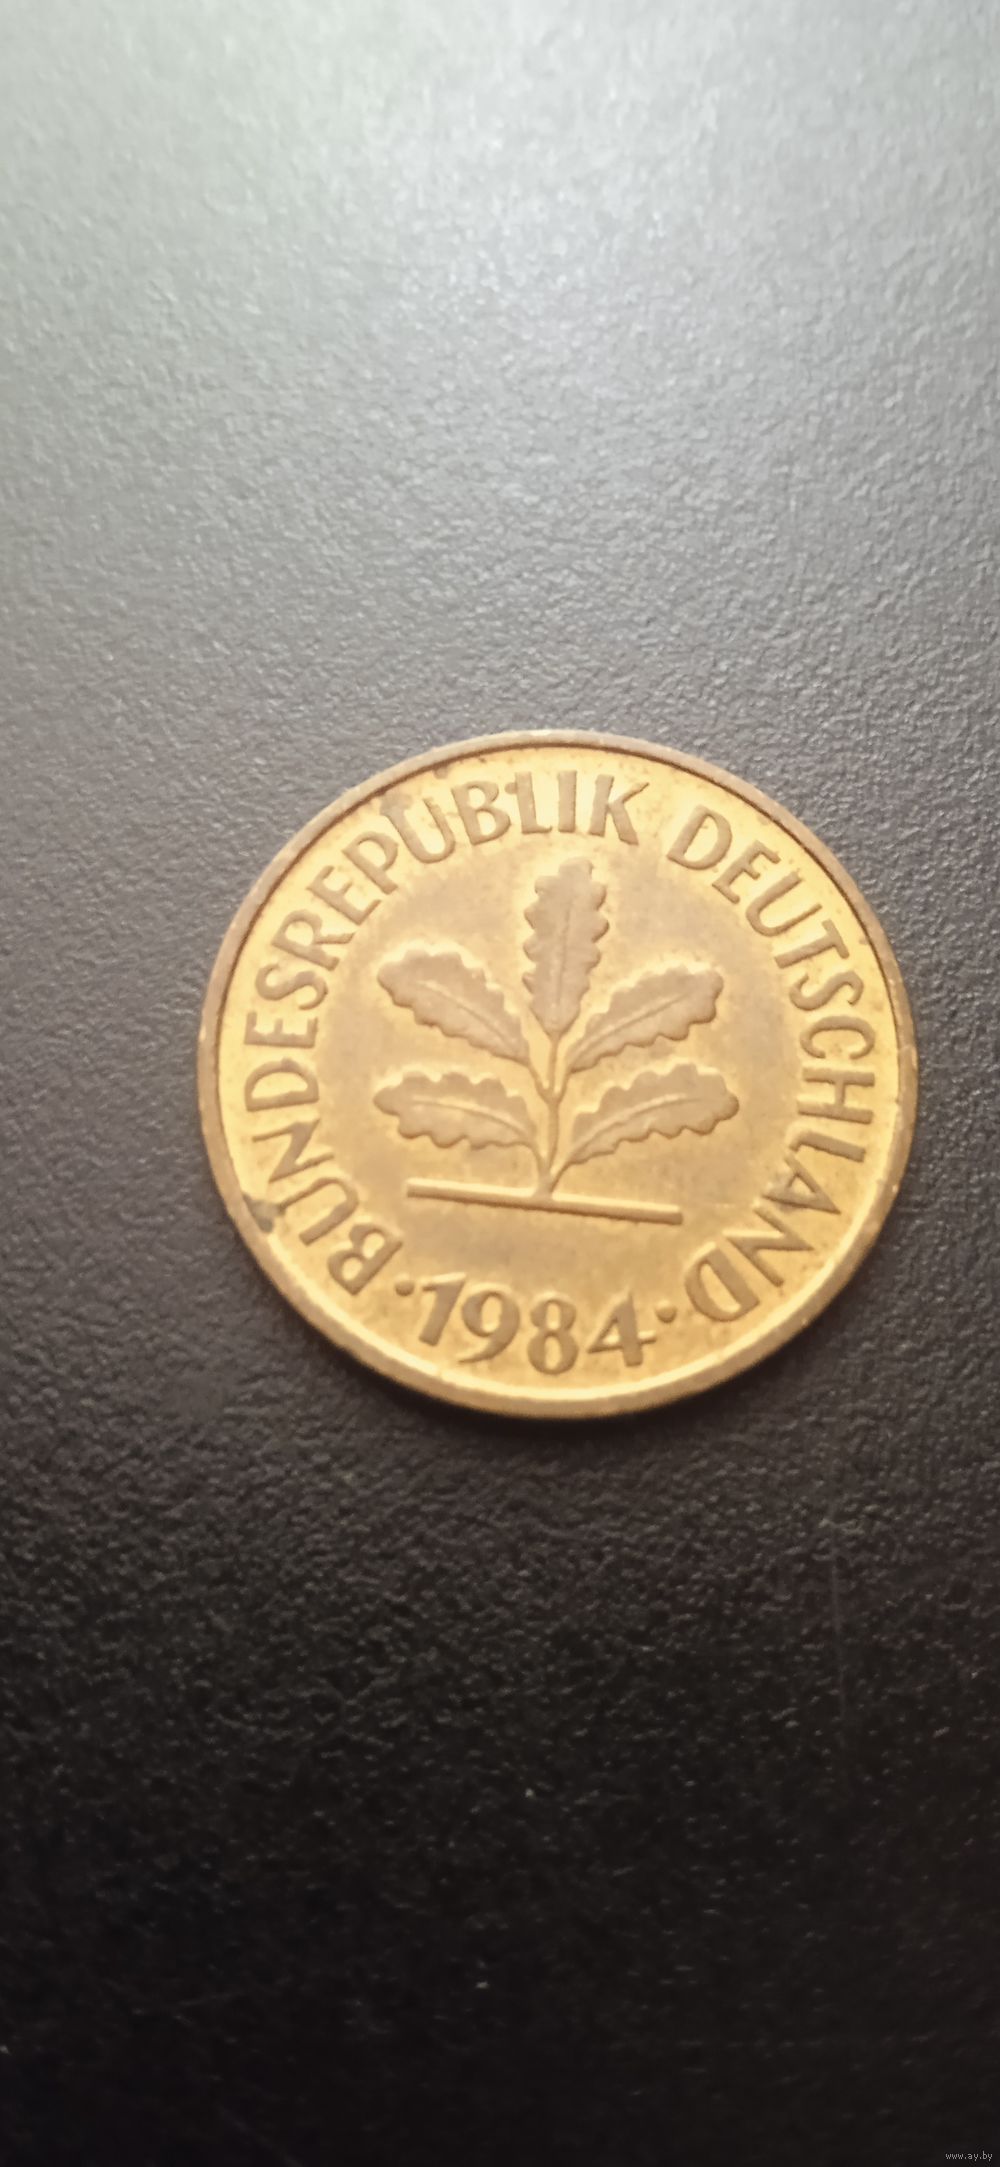 · BUNDESREPUBLIK DEUTSCHLAND ·
1984
www.ay.by